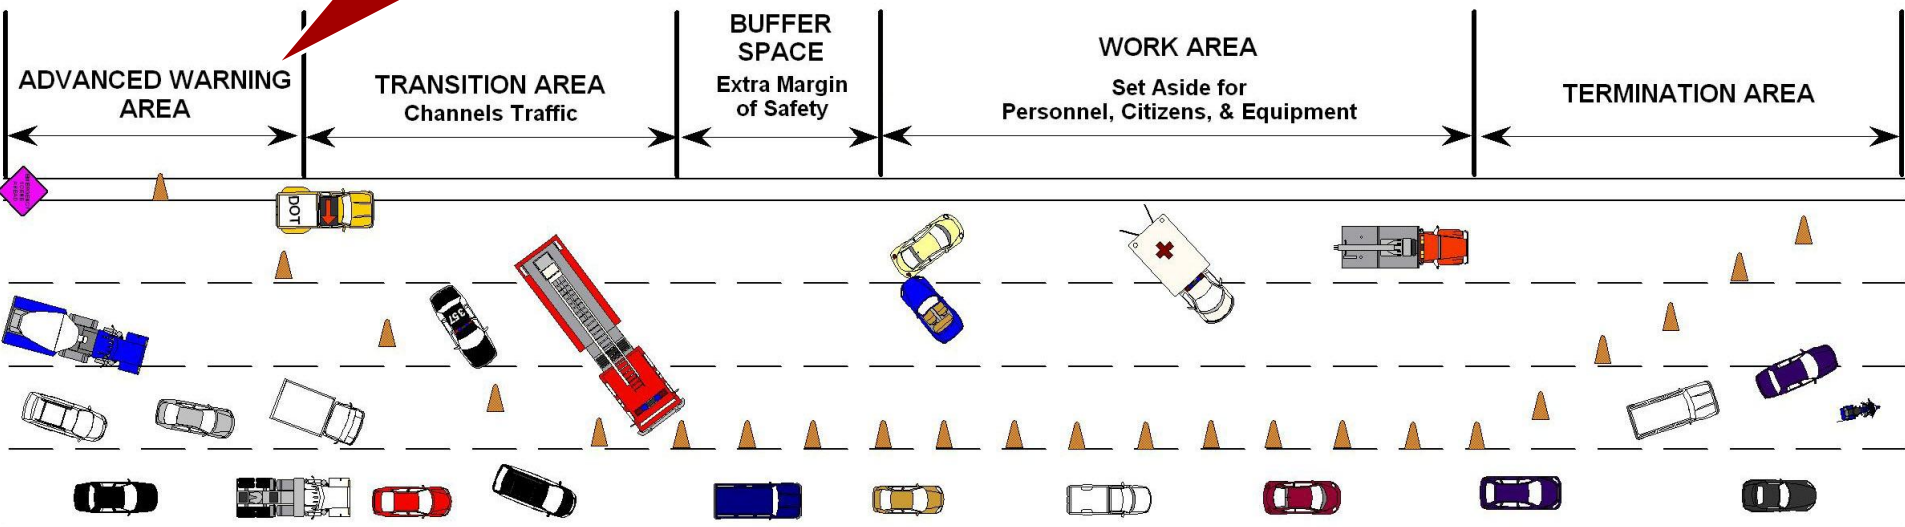 ADVANCED WARNING
AREA
TRANSITION AREA
Channels Traffic
BUFFER
SPACE
Extra Margin
of Safety
WORK AREA
Set Aside for
Personnel, Citizens, & Equipment
TERMINATION AREA
DOT
357